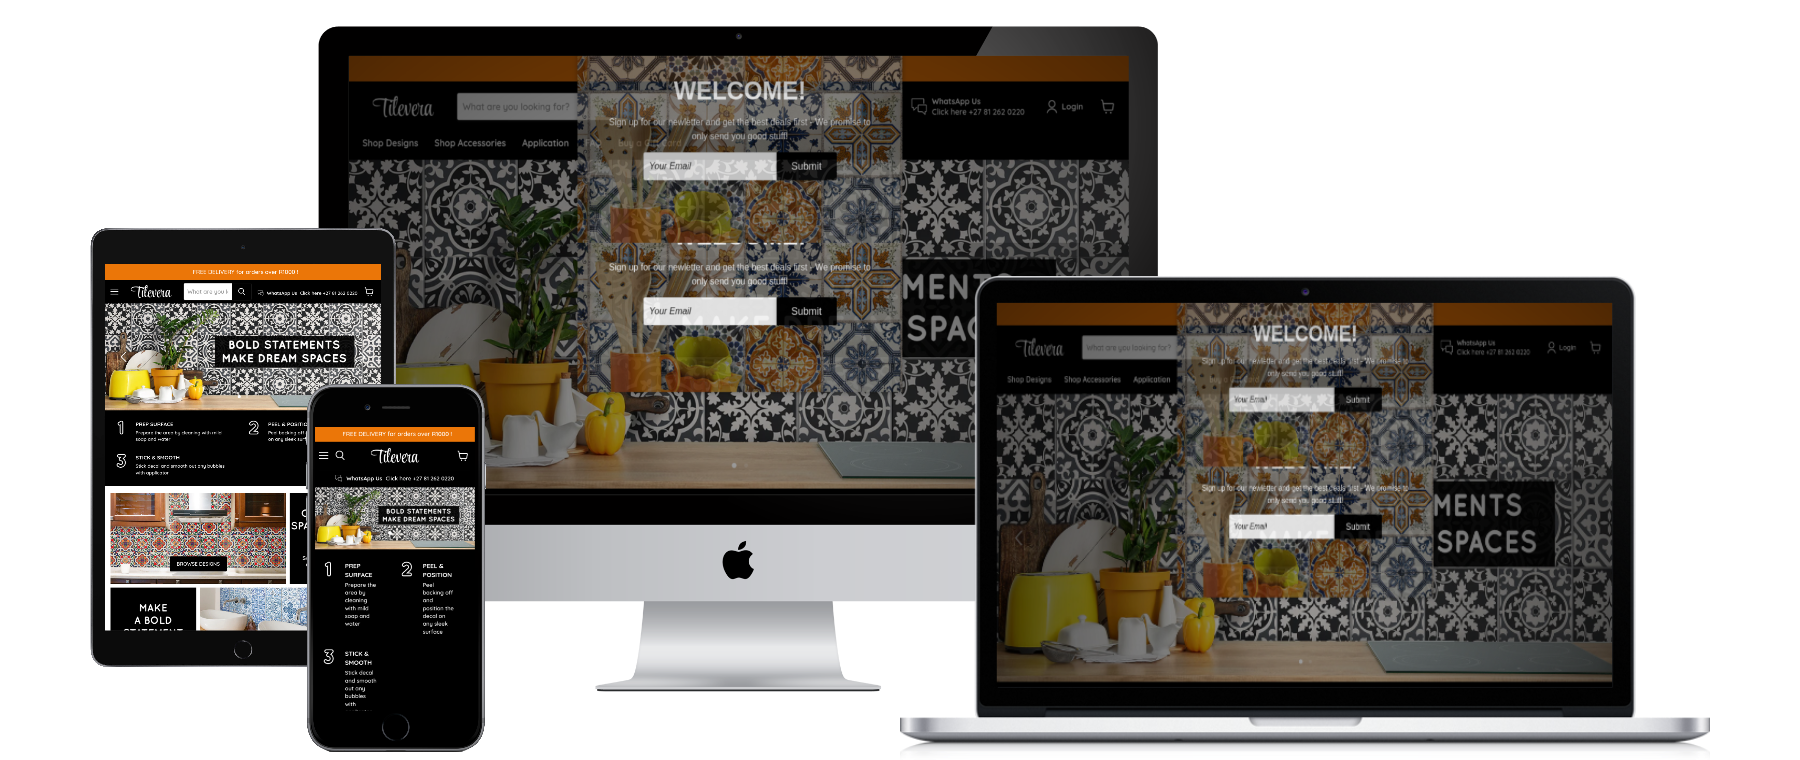 WELCOME!
Tilevera
What are you looking for?
Sign up for our newletter and get the best deals first - We promise to
only send you good stuff!
WhatsApp Us
Click here +27 81 262 0220
Login
Shop Designs
Shop Accessories
Application
FAQ
Buy a Gift Card
Your Email
Submit
Sign up for our newletter and get the best deals first - We promise to
only send you good stuff!
MENTS
SPAC
Your Email
Submit
FREE DELIVERY for orders over R1000 !
Tilevera
What are you l
WhatsApp Us Click here +27 81 262 0220
BOLD STATEMENTS
MAKE DREAM SPACES
1
PREP SURFACE
Prepare the area by cleaning with mild
soap and water
2
PEEL & POSITIO
Peel backing off
on any sleek surf
3
STICK & SMOOTH
Stick decal and smooth out any bubbles
with applicator
BROWSE DESIGNS
MAKE
A BOLD
STATEMENT
FREE DELIVERY for orders over R1000 !
Tilevera
WhatsApp Us Click here +27 81 262 0220
BOLD STATEMENTS
MAKE DREAM SPACES
1
PREP
SURFACE
Prepare the
area by
cleaning
with mild
soap and
water
2
PEEL &
POSITION
Peel
backing off
and
position the
decal on
any sleek
surface
3
STICK &
SMOOTH
Stick decal
and smooth
out any
bubbles
with
WELCOME!
Tilevera
What are you looking for?
Sign up for our newletter and get the best deals first - We promise to
only send you good stuff!
WhatsApp Us
Click here +27 81 262 0220
Login
Shop Designs
Shop Accessories
Application
Your Email
Submit
Sign up for our newletter and get the best deals first - We promise to
only send you good stuff!
MENTS
SPACES
Your Email
Submit